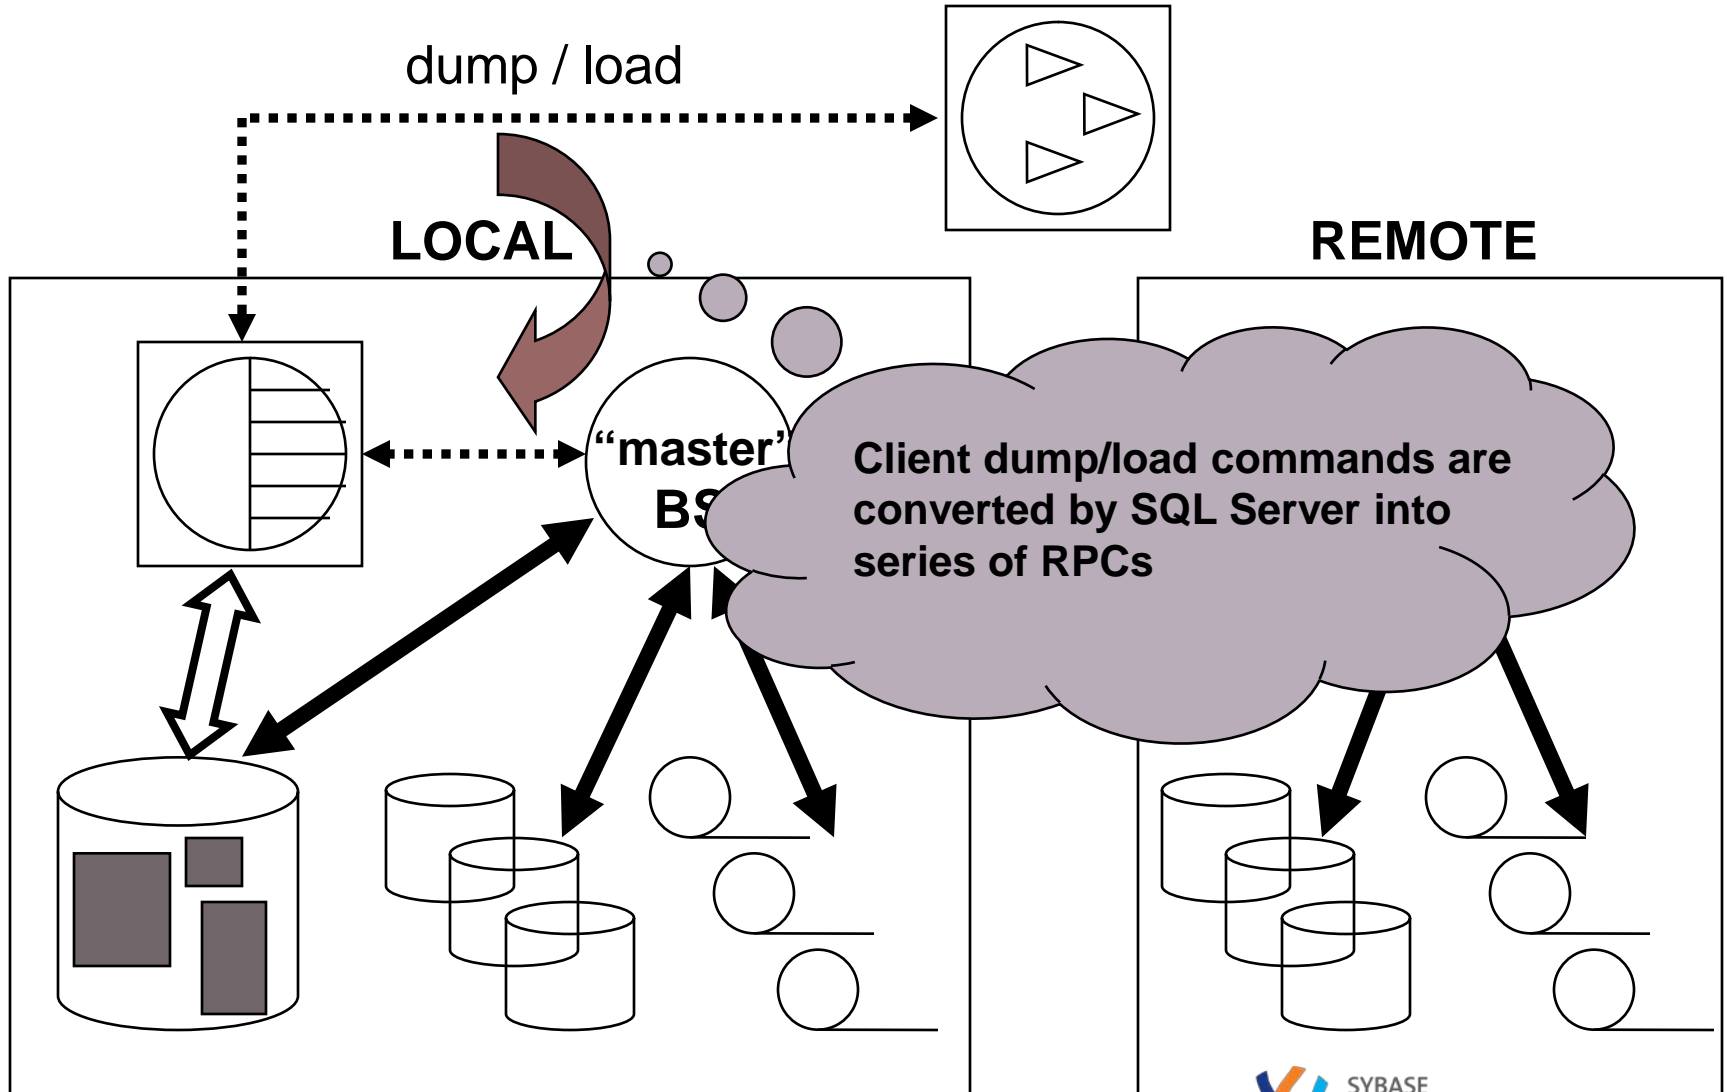 dump / load
LOCAL
REMOTE
“master”
Client dump/load commands are
converted by SQL Server into
series of RPCs
SYBASE